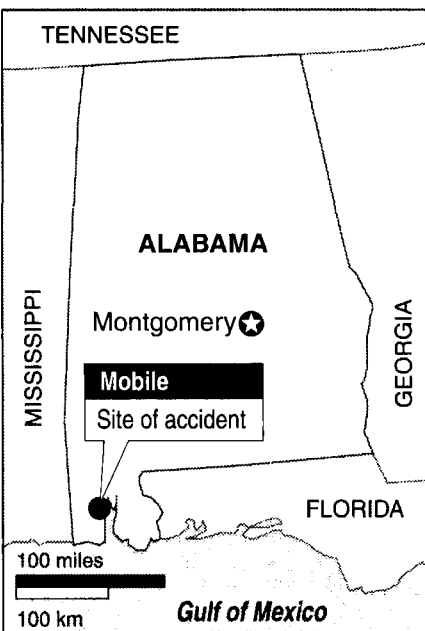 TENNESSEE
MISSISSIPPI
ALABAMA
Montgomery
GEORGIA
Mobile
Site of accident
FLORIDA
100 miles
100 km
Gulf of Mexico